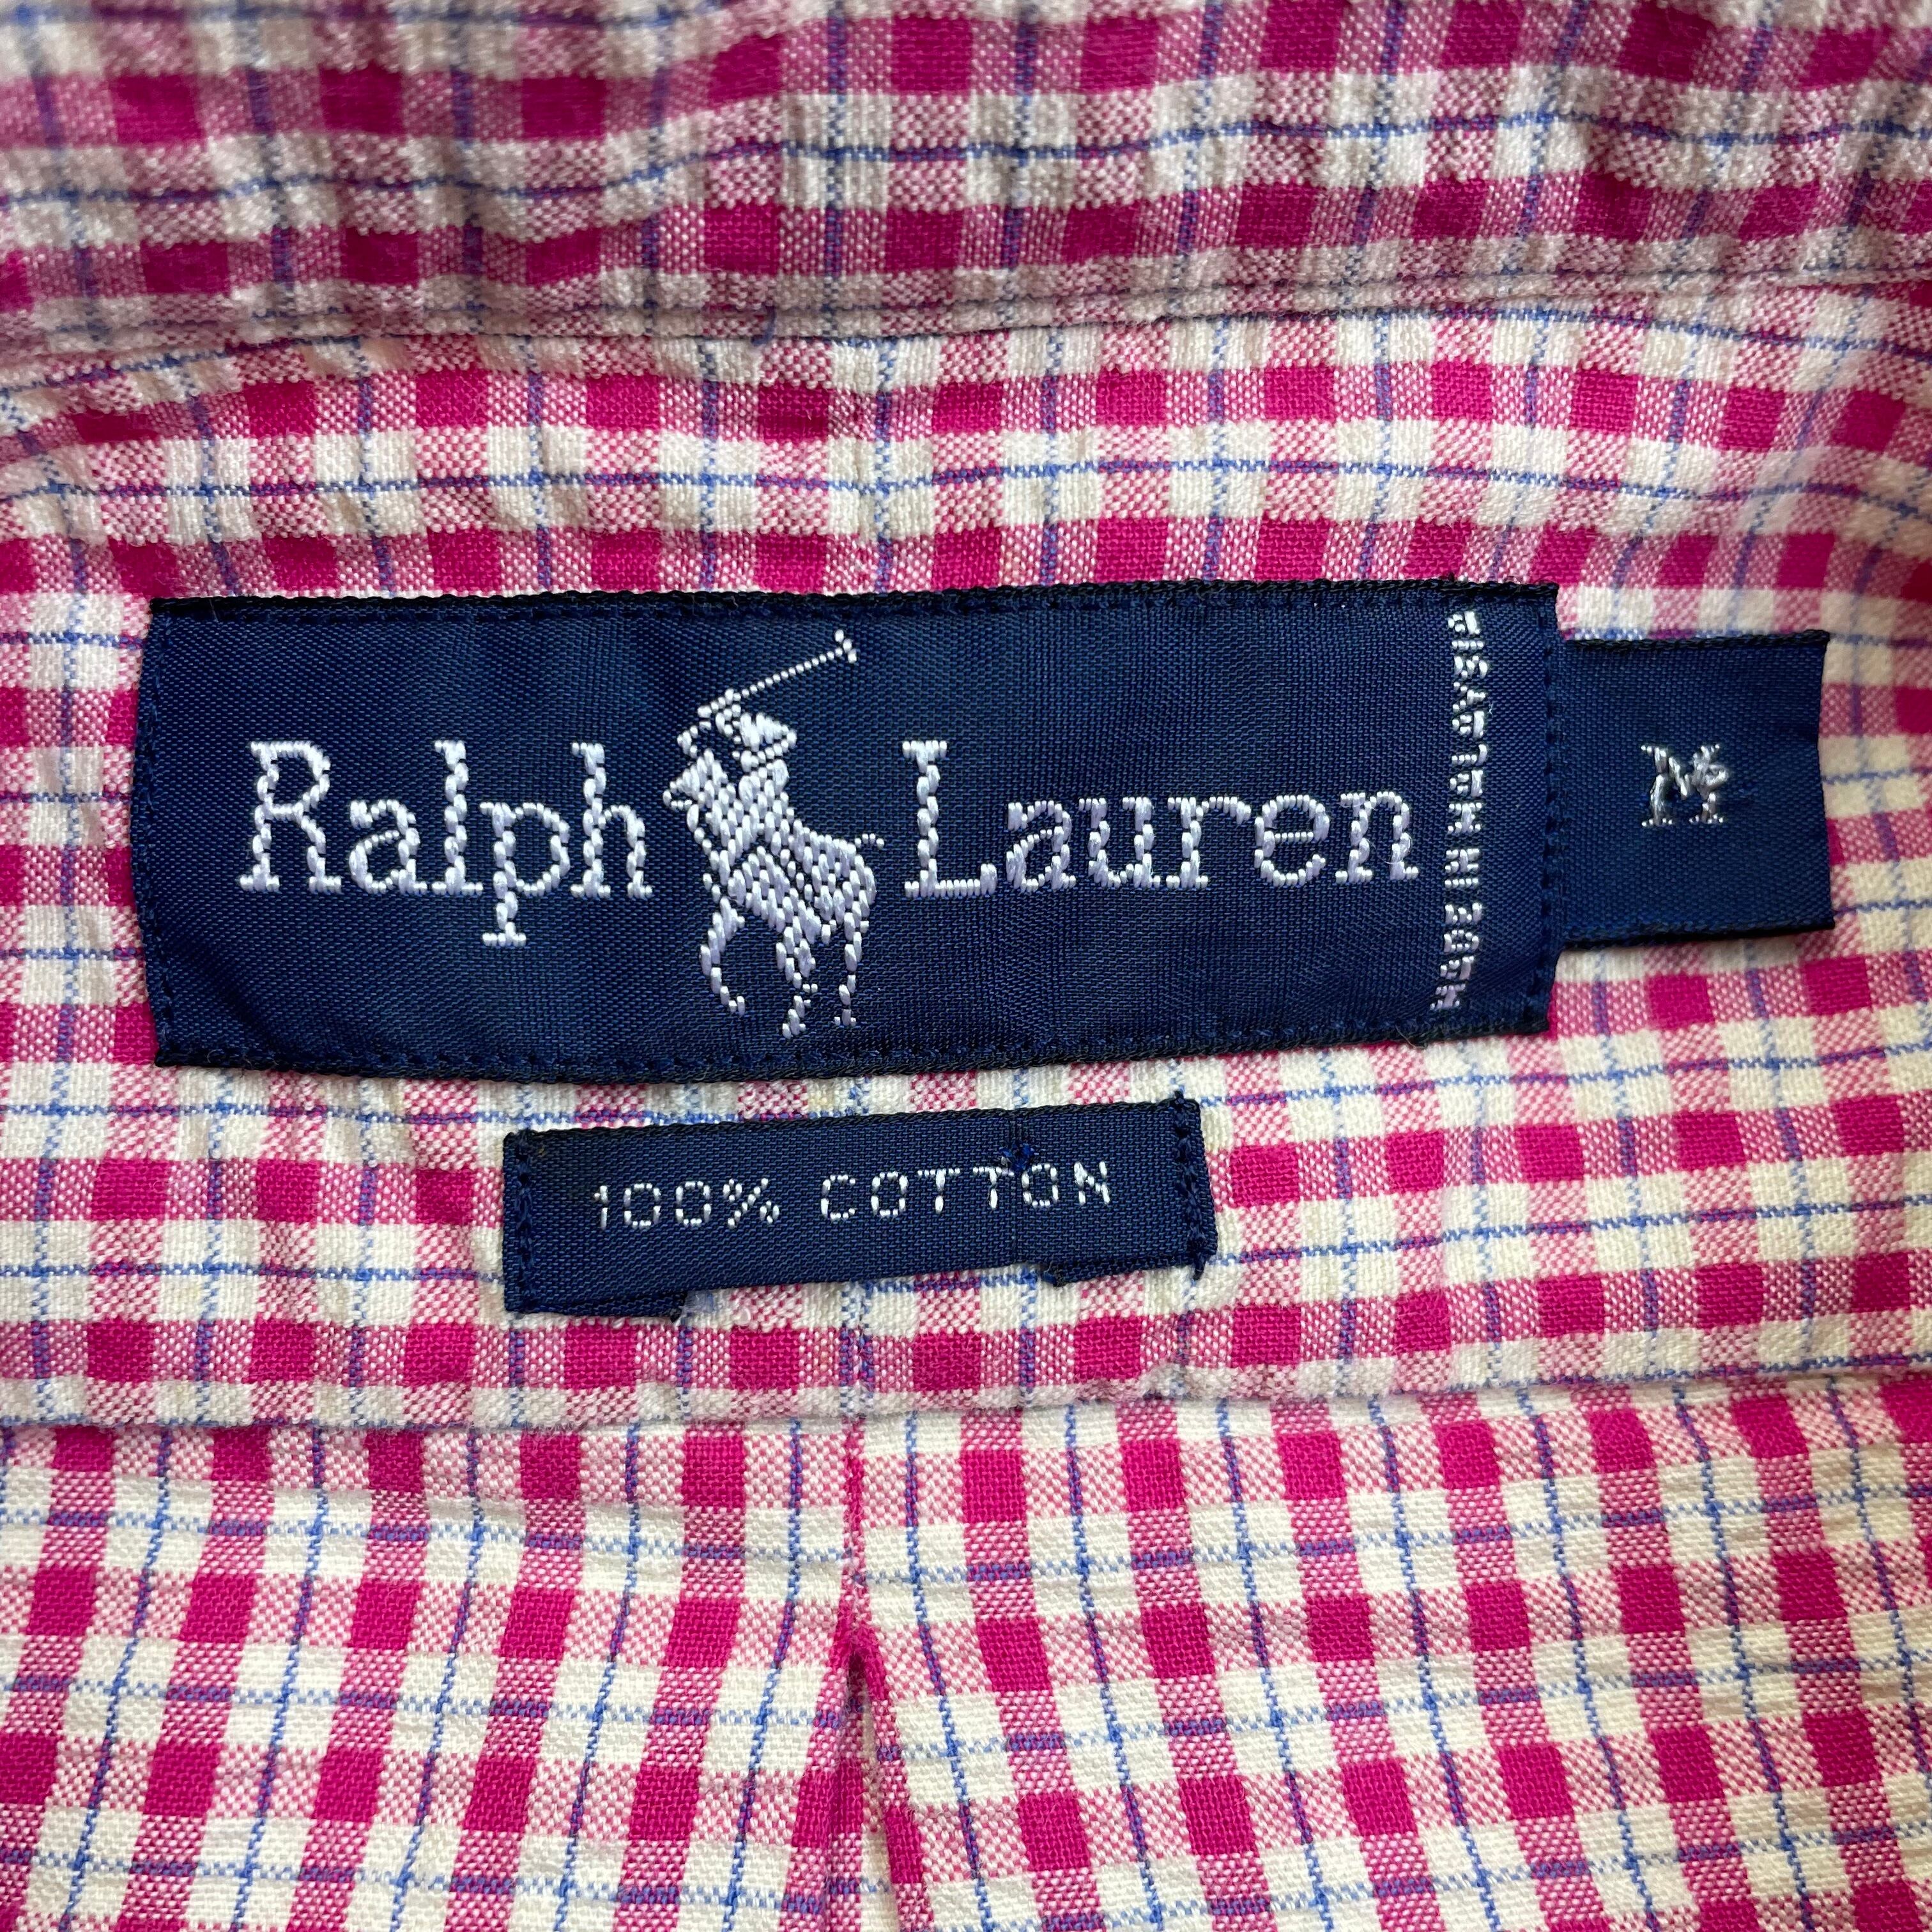 Ralph Lauren
M
100% COTTON